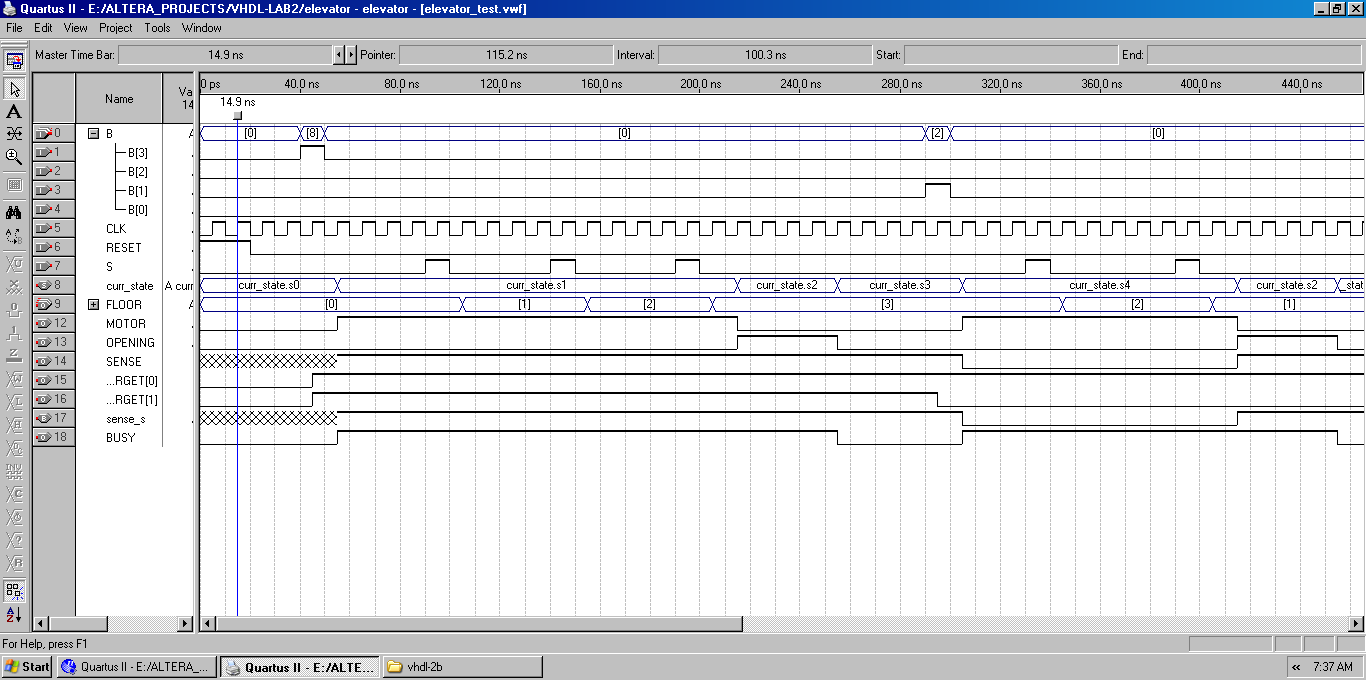 Quartus II - E:/ALTERA_PROJECTS/VHDL-LAB2/elevator - elevator - [elevator_test.vwf]
File Edit View Project Tools Window
Master Time Bar: 14.9 ns Pointer: 115.2 ns Interval: 100.3 ns Start: End:
Name Va 14 0 ps 40.0 ns 80.0 ns 120.0 ns 160.0 ns 200.0 ns 240.0 ns 280.0 ns 320.0 ns 360.0 ns 400.0 ns 440.0 ns
14.9 ns
0 B A [0] [8] [0] [2] [0]
1 B[3]
2 B[2]
3 B[1]
4 B[0]
5 CLK
6 RESET
7 S
8 curr_state A curr curr_state.s0 curr_state.s1 curr_state.s2 curr_state.s3 curr_state.s4 curr_state.s2 _stat
9 FLOOR A [0] [1] [2] [3] [2] [1]
12 MOTOR
13 OPENING
14 SENSE
15 ...RGET[0]
16 ...RGET[1]
17 sense_s
18 BUSY
For Help, press F1
Start Quartus II - E:/ALTERA_... Quartus II - E:/ALTE... vhdl-2b « 7:37 AM